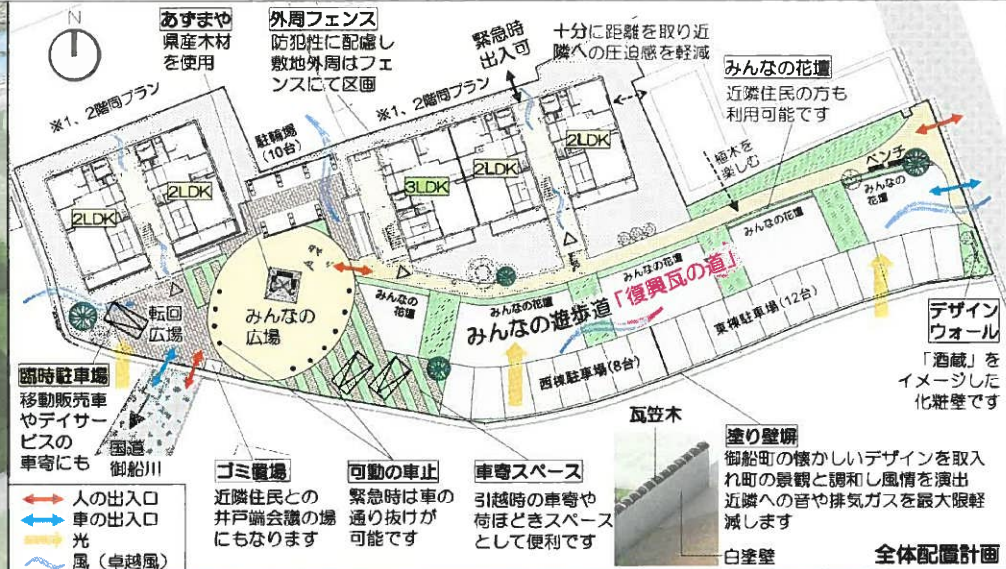 N
あずまや
県産木材
を使用
外周フェンス
防犯性に配慮し
敷地外周はフェ
ンスにて区画
緊急時
出入可
十分に距離を取り近
隣への圧迫感を軽減
みんなの花壇
近隣住民の方も
利用可能です
※1、2階同プラン
※1、2階同プラン
駐輪場
(10台)
2LDK
2LDK
3LDK
2LDK
2LDK
植木を
楽しむ
ベンチ
みんなの
花壇
みんなの花壇
みんなの花壇
みんなの花壇
みんなの
花壇
みんなの遊歩道
「復興瓦の道」
みんなの
広場
転回
広場
西棟駐車場(8台)
東棟駐車場(12台)
デザイン
ウォール
「酒蔵」を
イメージした
化粧壁です
臨時駐車場
移動販売車
やデイサー
ビスの
車寄にも
国道
御船川
ゴミ置場
近隣住民との
井戸端会議の場
にもなります
可動の車止
緊急時は車の
通り抜けが
可能です
車寄スペース
引越時の車寄や
荷ほどきスペース
として便利です
瓦笠木
白塗壁
塗り壁塀
御船町の懐かしいデザインを取入
れ町の景観と調和し風情を演出
近隣への音や排気ガスを最大限軽
減します
人の出入口
車の出入口
光
風（卓越風）
全体配置計画